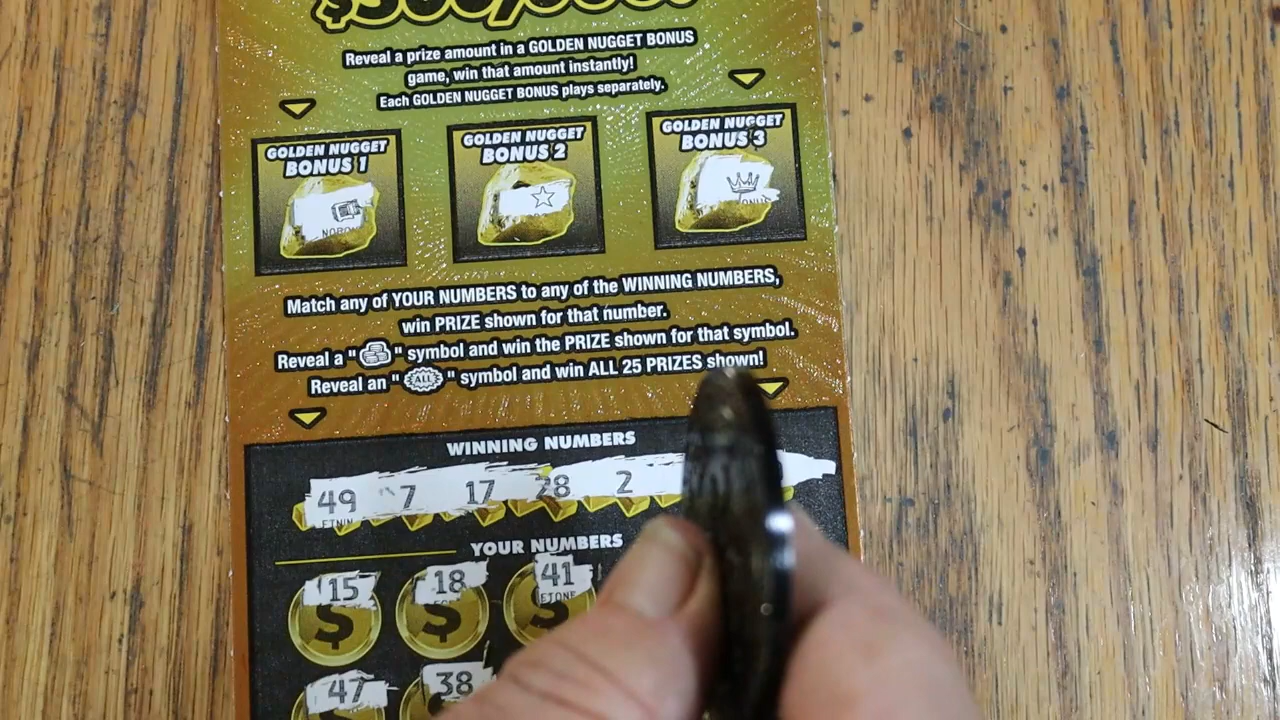 Reveal a prize amount in a GOLDEN NUGGET BONUS
game, win that amount instantly!
Each GOLDEN NUGGET BONUS plays separately.
GOLDEN NUGGET
BONUS 1
GOLDEN NUGGET
BONUS 2
GOLDEN NUGGET
BONUS 3
Match any of YOUR NUMBERS to any of the WINNING NUMBERS,
win PRIZE shown for that number.
Reveal a " " symbol and win the PRIZE shown for that symbol.
Reveal an " ALL " symbol and win ALL 25 PRIZES shown!
WINNING NUMBERS
49 7 17 28 2
YOUR NUMBERS
15 18 41
47 38